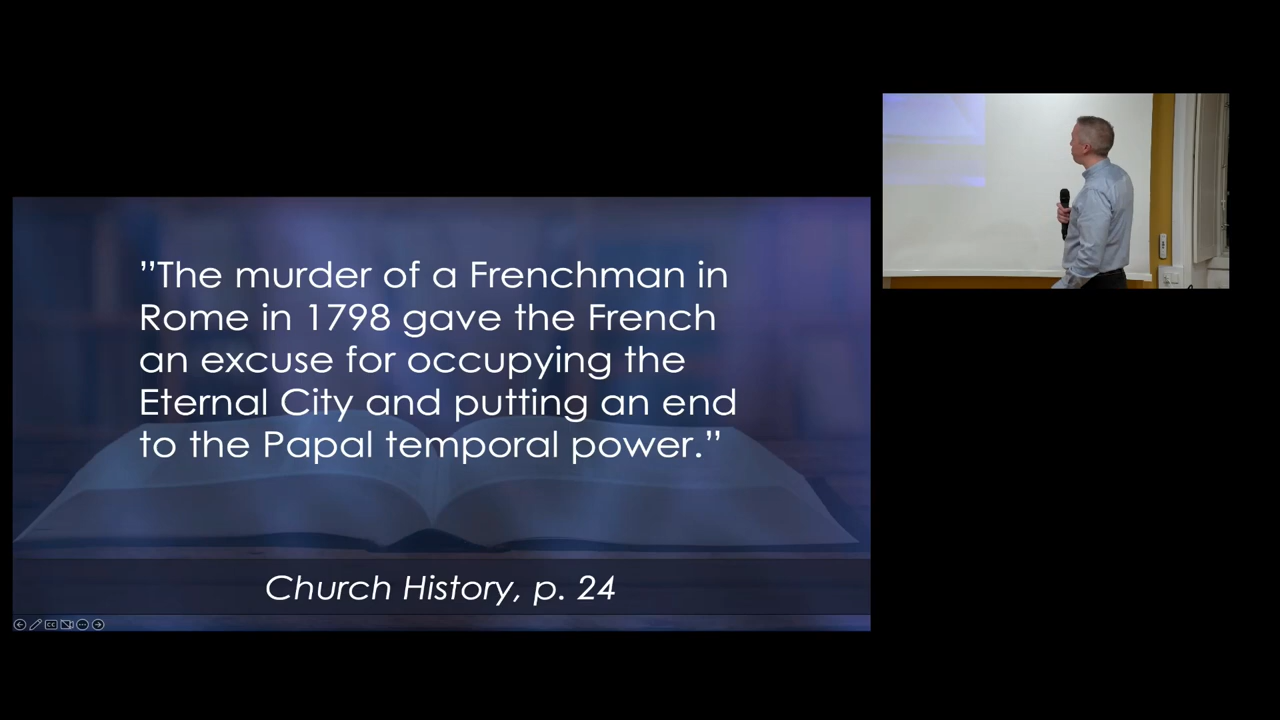 ”The murder of a Frenchman in
Rome in 1798 gave the French
an excuse for occupying the
Eternal City and putting an end
to the Papal temporal power.”
Church History, p. 24